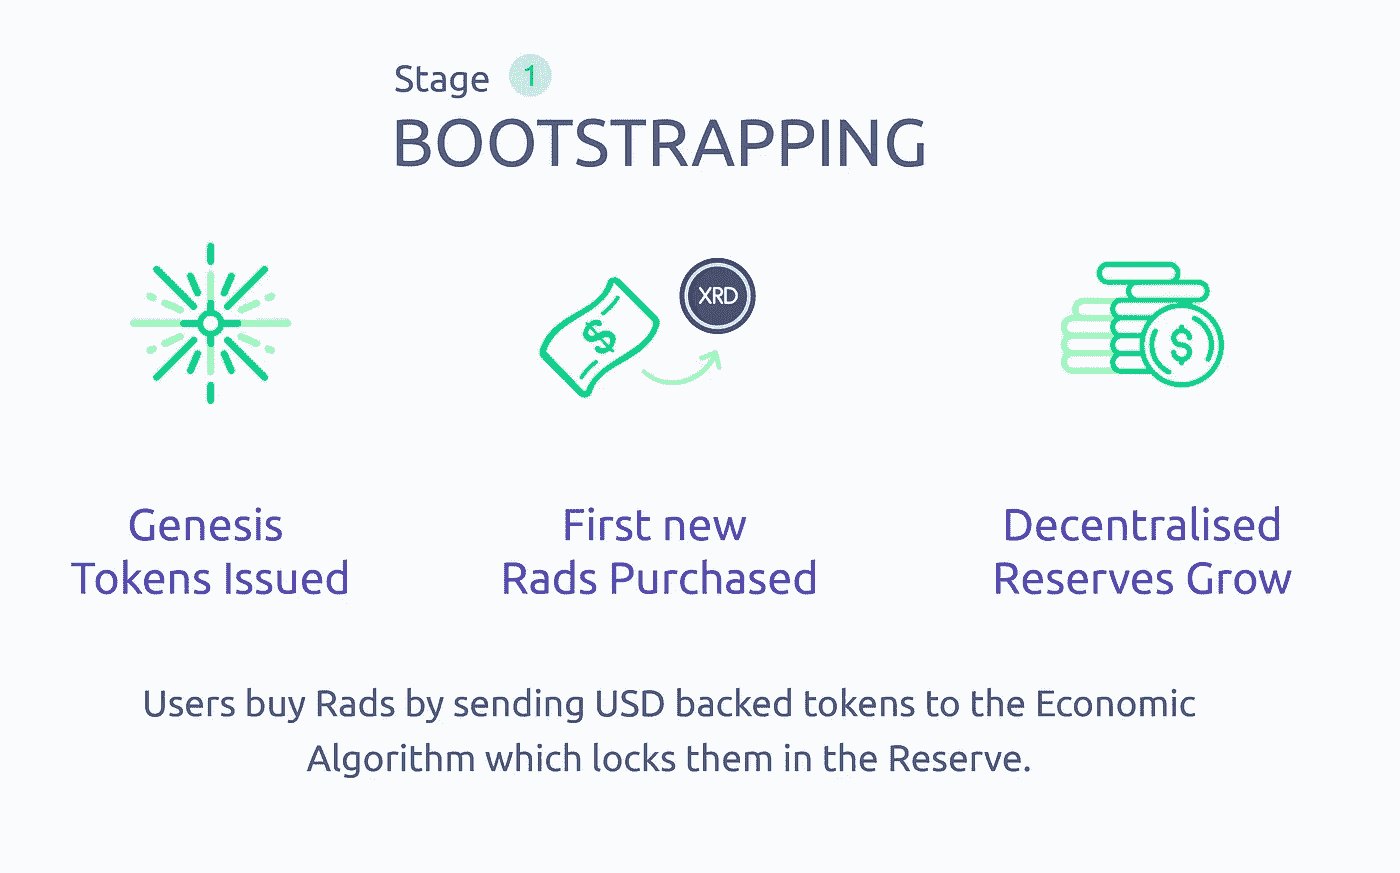 Stage 1
BOOTSTRAPPING
$
XRD
$
Genesis
Tokens Issued
First new
Rads Purchased
Decentralised
Reserves Grow
Users buy Rads by sending USD backed tokens to the Economic
Algorithm which locks them in the Reserve.